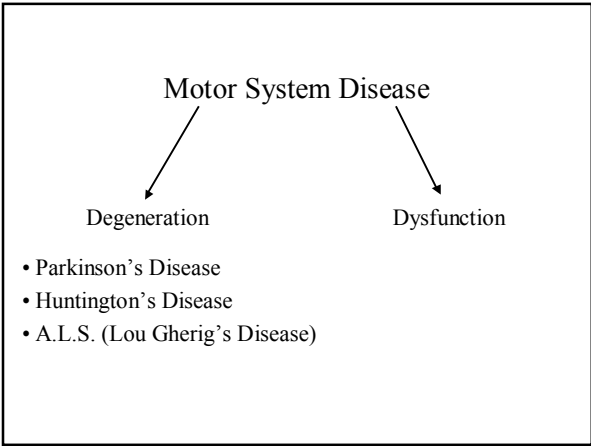 Motor System Disease
Degeneration
Dysfunction
• Parkinson’s Disease
• Huntington’s Disease
• A.L.S. (Lou Gherig’s Disease)